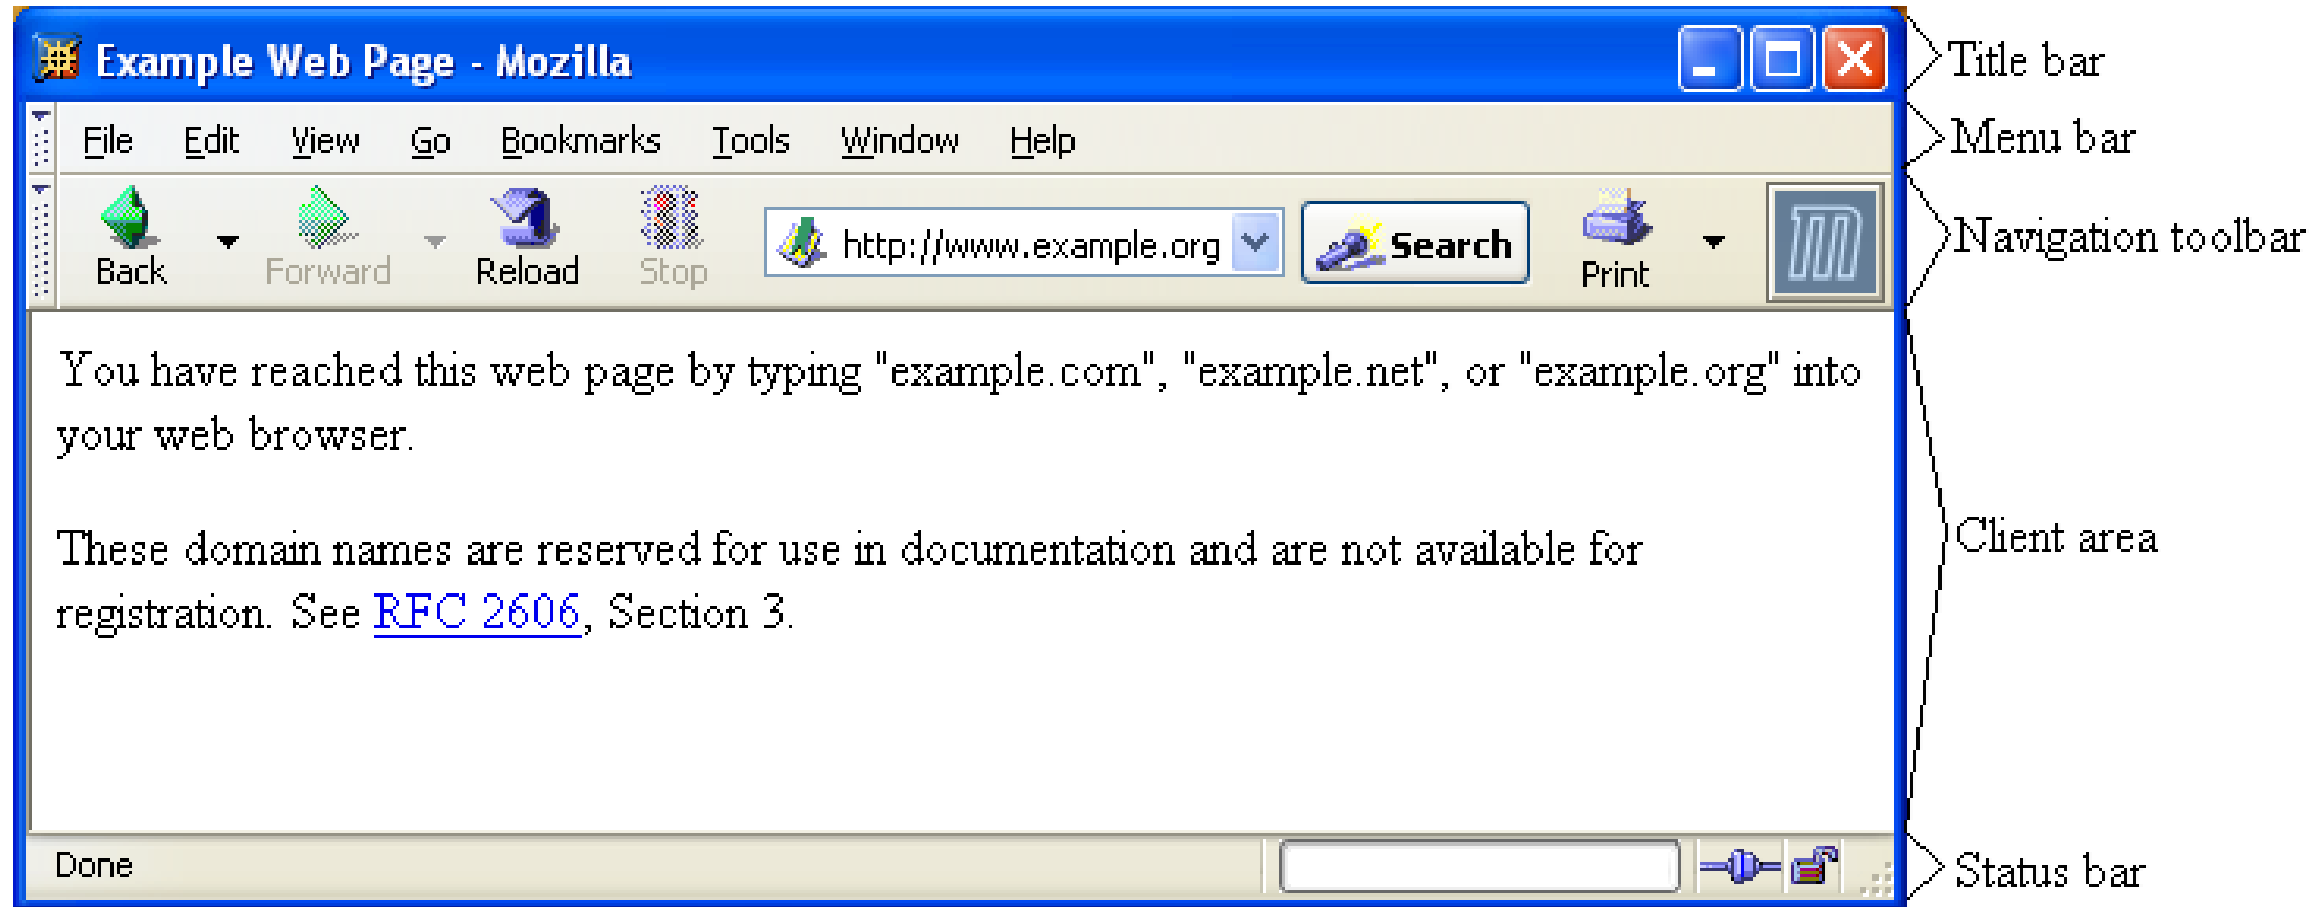 Example Web Page - Mozilla
Title bar
File Edit View Go Bookmarks Tools Window Help
Menu bar
Back Forward Reload Stop http://www.example.org Search Print
Navigation toolbar
You have reached this web page by typing "example.com", "example.net", or "example.org" into
your web browser.
These domain names are reserved for use in documentation and are not available for
registration. See RFC 2606, Section 3.
Client area
Done
Status bar